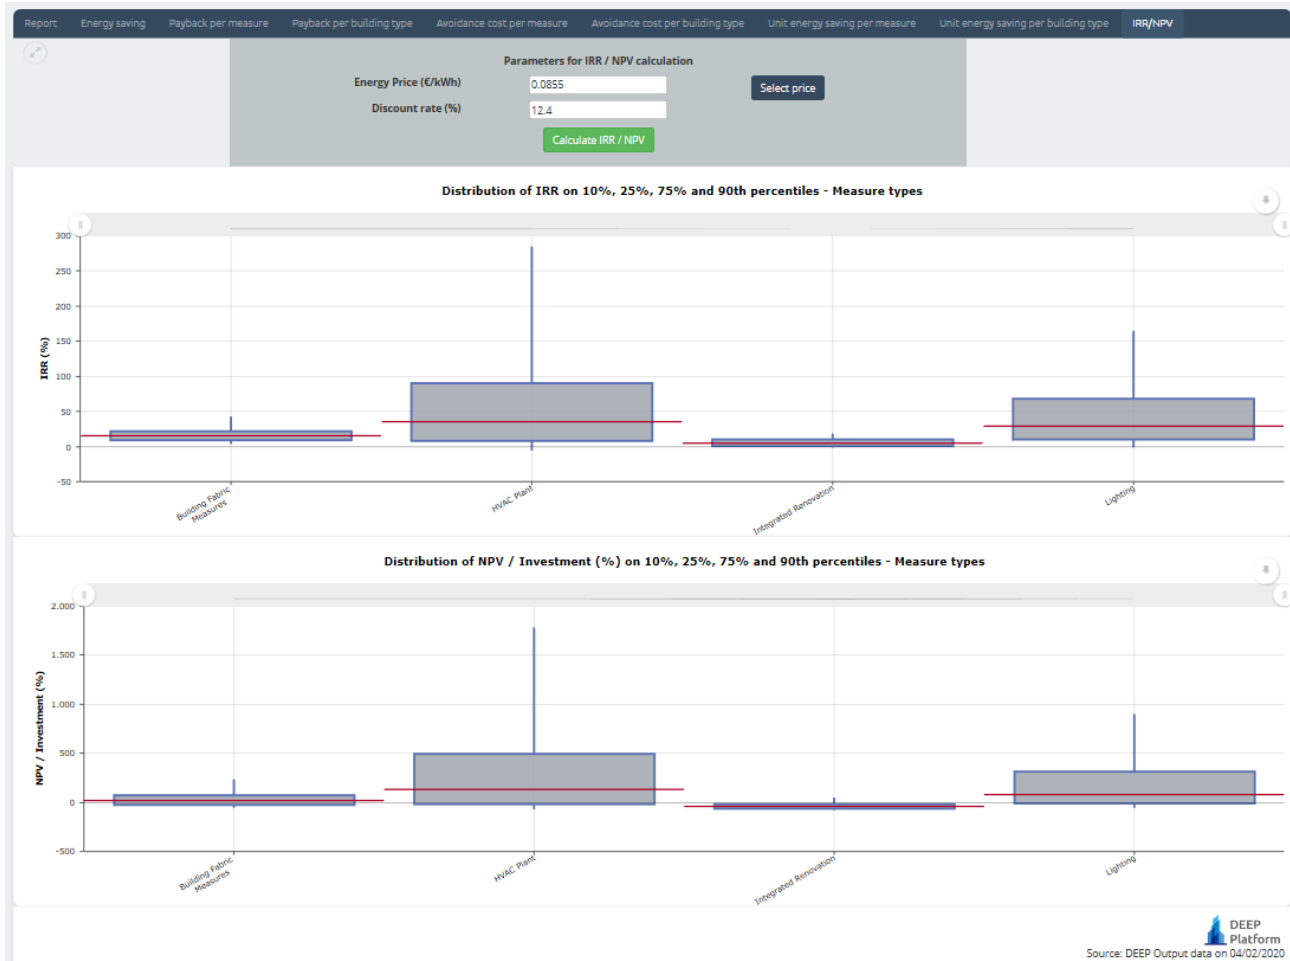 Report Energy saving Payback per measure Payback per building type Avoidance cost per measure Avoidance cost per building type Unit energy saving per measure Unit energy saving per building type IRR/NPV
Parameters for IRR / NPV calculation
Energy Price (€/kWh) 0.0855 Select price
Discount rate (%) 12.4
Calculate IRR / NPV
Distribution of IRR on 10%, 25%, 75% and 90th percentiles - Measure types
IRR (%)
300
250
200
150
100
50
0
-50
Building Fabric
Measures
HVAC Plant
Integrated Renovation
Lighting
Distribution of NPV / Investment (%) on 10%, 25%, 75% and 90th percentiles - Measure types
NPV / Investment (%)
2.000
1.500
1.000
500
0
-500
Building Fabric
Measures
HVAC Plant
Integrated Renovation
Lighting
DEEP
Platform
Source: DEEP Output data on 04/02/2020